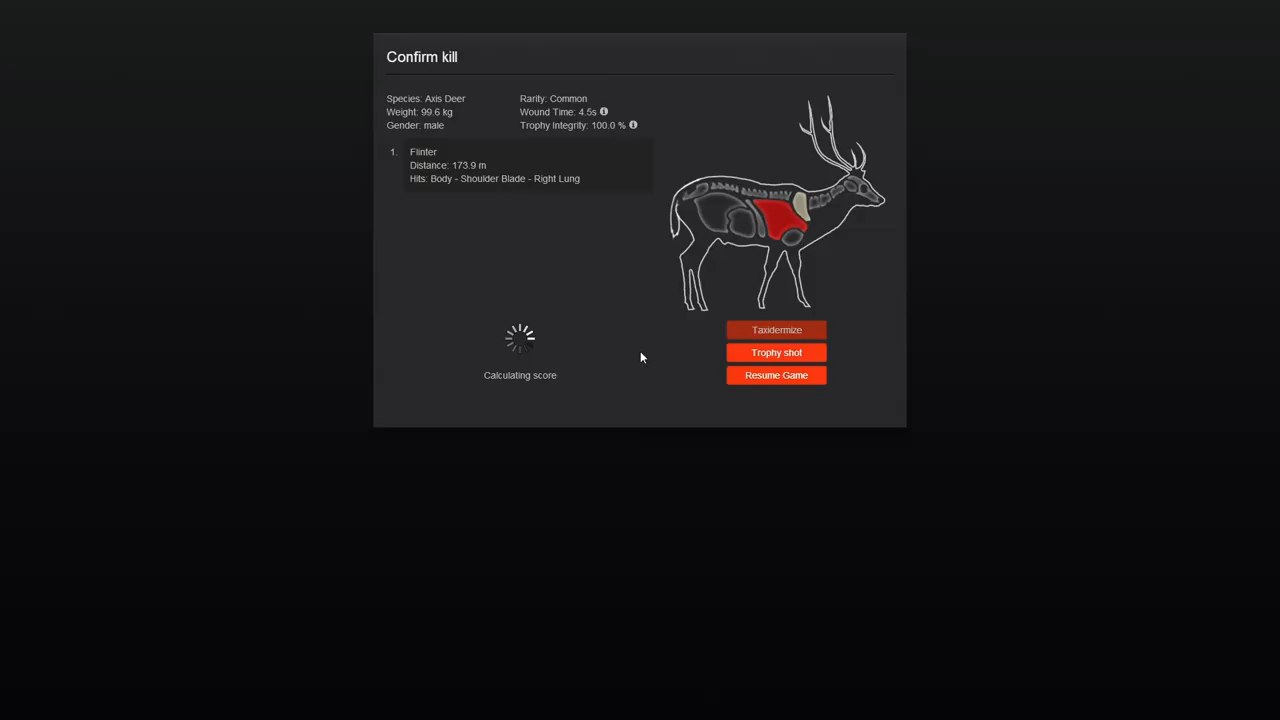 Confirm kill
Species: Axis Deer
Weight: 99.6 kg
Gender: male
Rarity: Common
Wound Time: 4.5s
Trophy Integrity: 100.0 %
1. Flinter
Distance: 173.9 m
Hits: Body - Shoulder Blade - Right Lung
Calculating score
Taxidermize
Trophy shot
Resume Game